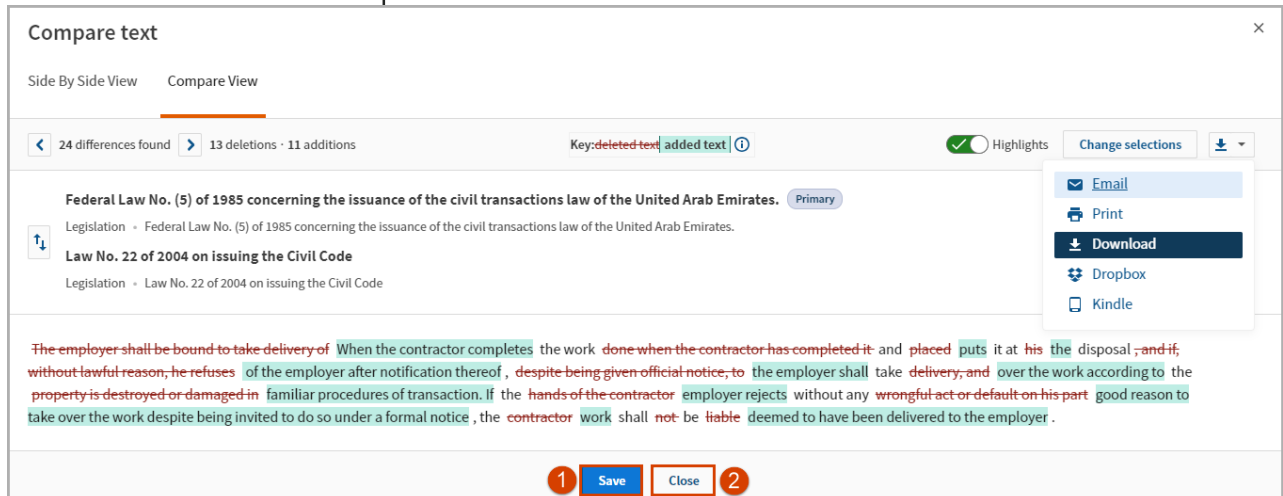 Compare text
×
Side By Side View Compare View
24 differences found 13 deletions · 11 additions Key:deleted text added text Highlights Change selections
Email
Federal Law No. (5) of 1985 concerning the issuance of the civil transactions law of the United Arab Emirates. Primary
Print
Legislation • Federal Law No. (5) of 1985 concerning the issuance of the civil transactions law of the United Arab Emirates.
Download
Law No. 22 of 2004 on issuing the Civil Code
Dropbox
Legislation • Law No. 22 of 2004 on issuing the Civil Code
Kindle
The employer shall be bound to take delivery of When the contractor completes the work done when the contractor has completed it and placed puts it at his the disposal , and if,
without lawful reason, he refuses of the employer after notification thereof , despite being given official notice, to the employer shall take delivery, and over the work according to the
property is destroyed or damaged in familiar procedures of transaction. If the hands of the contractor employer rejects without any wrongful act or default on his part good reason to
take over the work despite being invited to do so under a formal notice , the contractor work shall not be liable deemed to have been delivered to the employer .
1 Save Close 2